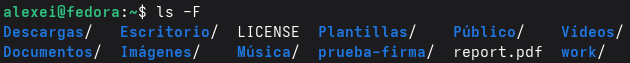 alexei@fedora:~$ ls -F
Descargas/ Escritorio/ LICENSE Plantillas/ Público/ Vídeos/
Documentos/ Imágenes/ Música/ prueba-firma/ report.pdf work/